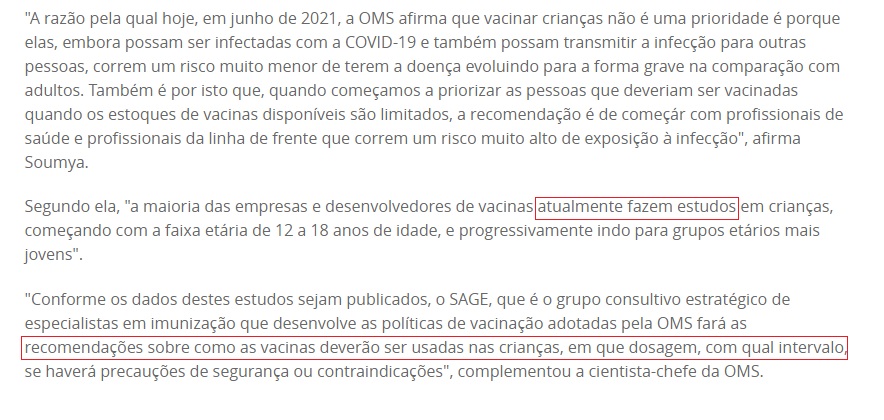 "A razão pela qual hoje, em junho de 2021, a OMS afirma que vacinar crianças não é uma prioridade é porque
elas, embora possam ser infectadas com a COVID-19 e também possam transmitir a infecção para outras
pessoas, correm um risco muito menor de terem a doença evoluindo para a forma grave na comparação com
adultos. Também é por isto que, quando começamos a priorizar as pessoas que deveriam ser vacinadas
quando os estoques de vacinas disponíveis são limitados, a recomendação é de começár com profissionais de
saúde e profissionais da linha de frente que correm um risco muito alto de exposição à infecção", afirma
Soumya.
Segundo ela, "a maioria das empresas e desenvolvedores de vacinas atualmente fazem estudos em crianças,
começando com a faixa etária de 12 a 18 anos de idade, e progressivamente indo para grupos etários mais
jovens".
"Conforme os dados destes estudos sejam publicados, o SAGE, que é o grupo consultivo estratégico de
especialistas em imunização que desenvolve as políticas de vacinação adotadas pela OMS fará as
recomendações sobre como as vacinas deverão ser usadas nas crianças, em que dosagem, com qual intervalo,
se haverá precauções de segurança ou contraindicações", complementou a cientista-chefe da OMS.